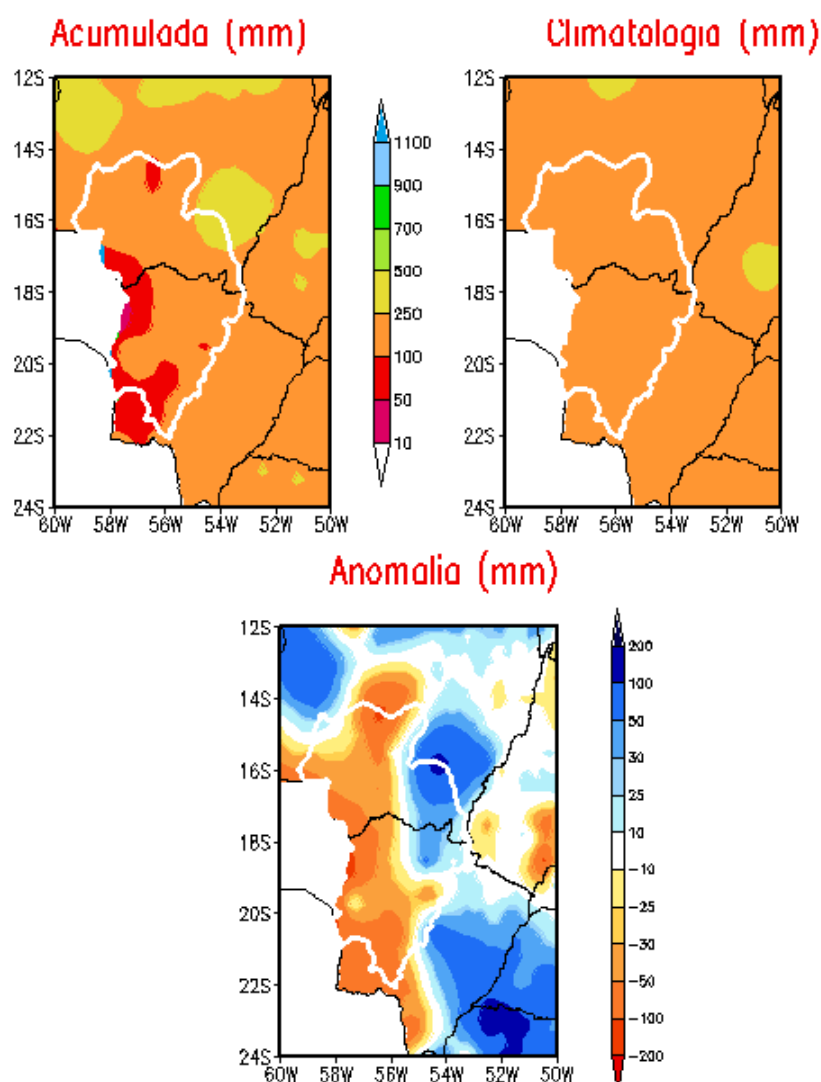 Acumulada (mm)
Climatologia (mm)
12S
14S
16S
18S
20S
22S
24S
60W 58W 56W 54W 52W 50W
1100
900
700
500
250
100
50
10
12S
14S
16S
18S
20S
22S
24S
60W 58W 56W 54W 52W 50W
Anomalia (mm)
12S
14S
16S
18S
20S
22S
24S
60W 58W 56W 54W 52W 50W
200
100
50
30
25
10
-10
-25
-30
-50
-100
-200